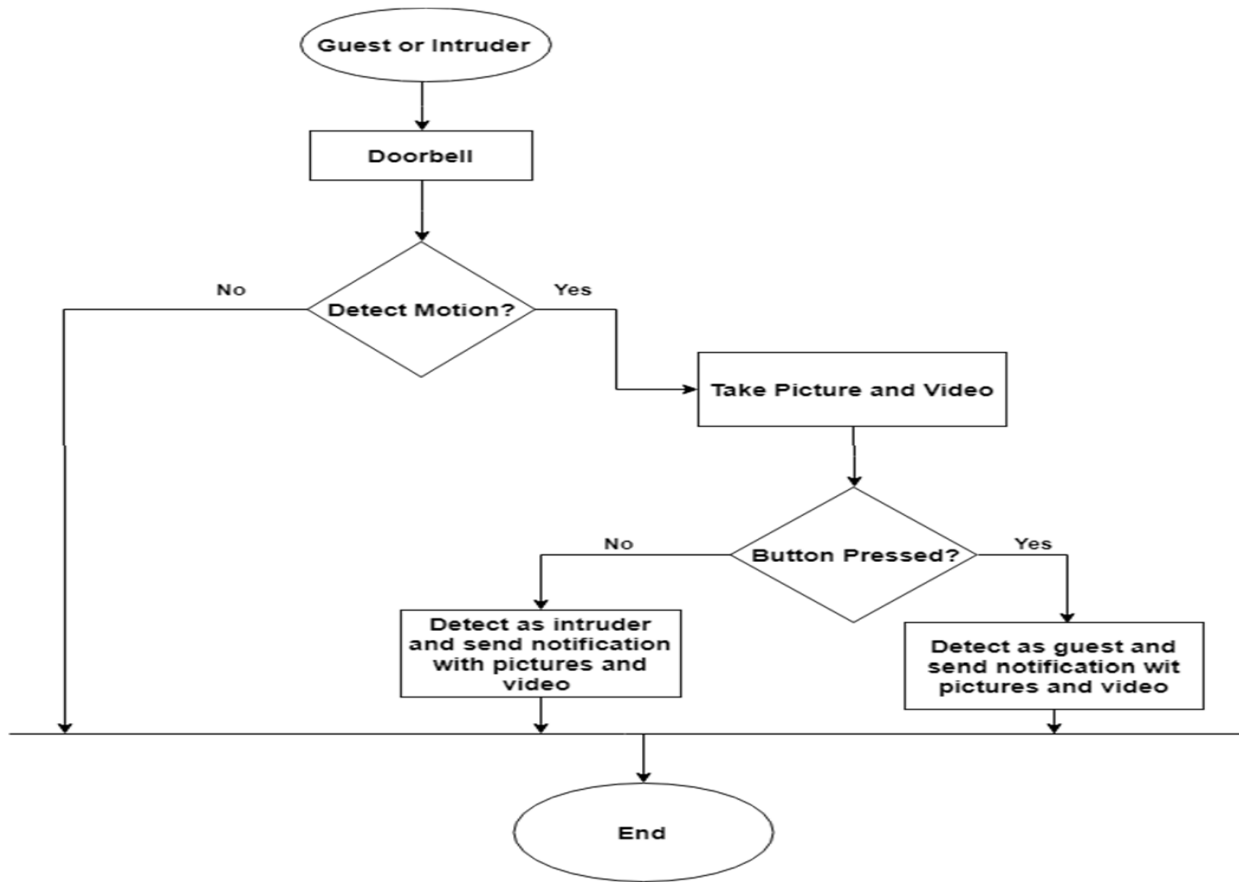 Guest or Intruder
Doorbell
No
Yes
Detect Motion?
Take Picture and Video
No
Yes
Button Pressed?
Detect as intruder
and send notification
with pictures and
video
Detect as guest and
send notification wit
pictures and video
End